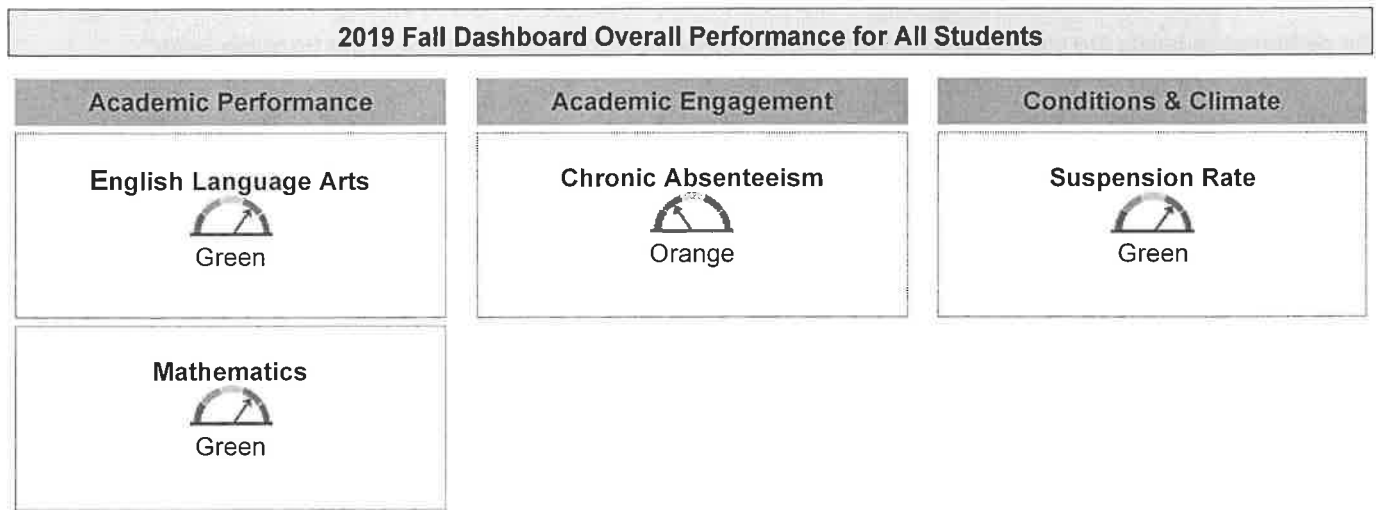 2019 Fall Dashboard Overall Performance for All Students
Academic Performance
Academic Engagement
Conditions & Climate
English Language Arts
Green
Chronic Absenteeism
Orange
Suspension Rate
Green
Mathematics
Green